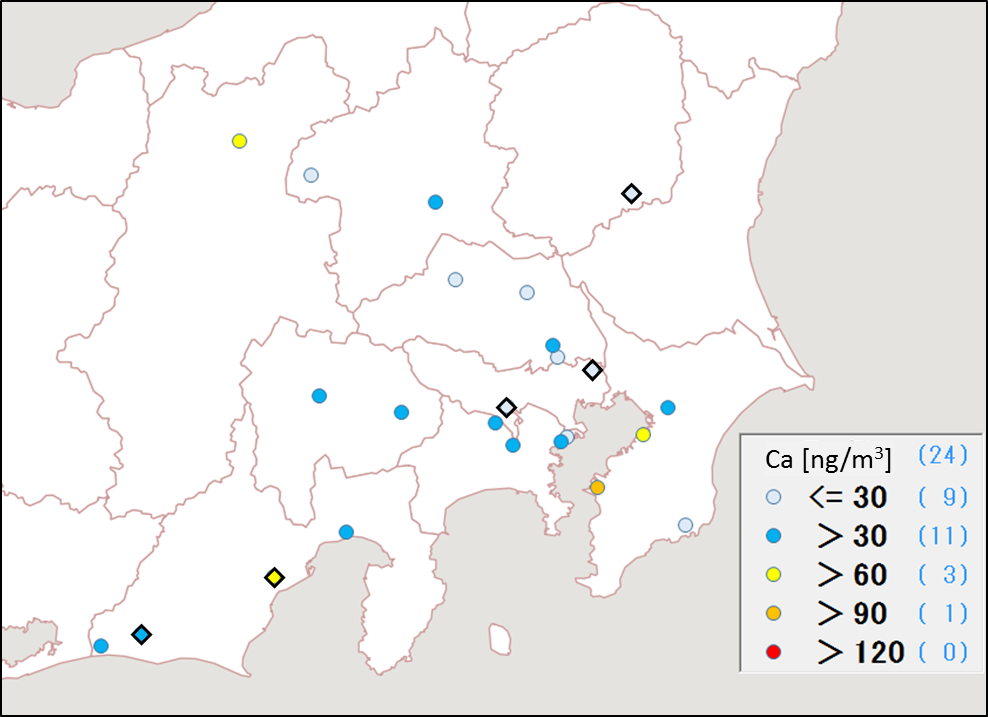 Ca [ng/m³] (24)
<= 30 ( 9)
> 30 (11)
> 60 ( 3)
> 90 ( 1)
> 120 ( 0)